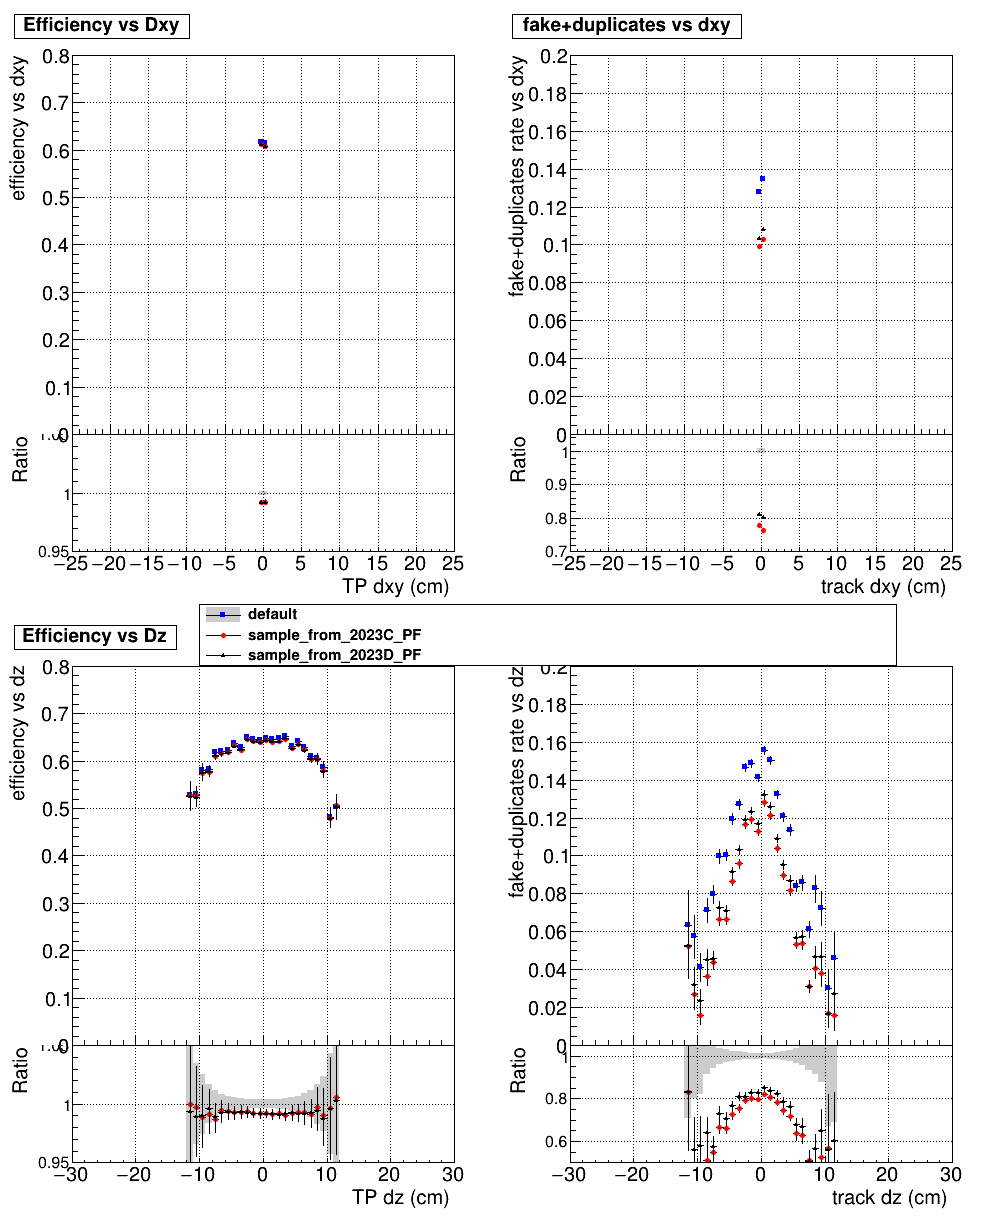 Efficiency vs Dxy
efficiency vs dxy
0.8
0.7
0.6
0.5
0.4
0.3
0.2
0.1
0
Ratio
1
0.95
−25 −20 −15 −10 −5 0 5 10 15 20 25
TP dxy (cm)
fake+duplicates vs dxy
fake+duplicates rate vs dxy
0.2
0.18
0.16
0.14
0.12
0.1
0.08
0.06
0.04
0.02
0
Ratio
1
0.9
0.8
0.7
−25 −20 −15 −10 −5 0 5 10 15 20 25
track dxy (cm)
default
sample_from_2023C_PF
sample_from_2023D_PF
Efficiency vs Dz
efficiency vs dz
0.8
0.7
0.6
0.5
0.4
0.3
0.2
0.1
0
Ratio
1
0.95
−30 −20 −10 0 10 20 30
TP dz (cm)
fake+duplicates rate vs dz
0.2
0.18
0.16
0.14
0.12
0.1
0.08
0.06
0.04
0.02
0
Ratio
1
0.8
0.6
−30 −20 −10 0 10 20 30
track dz (cm)